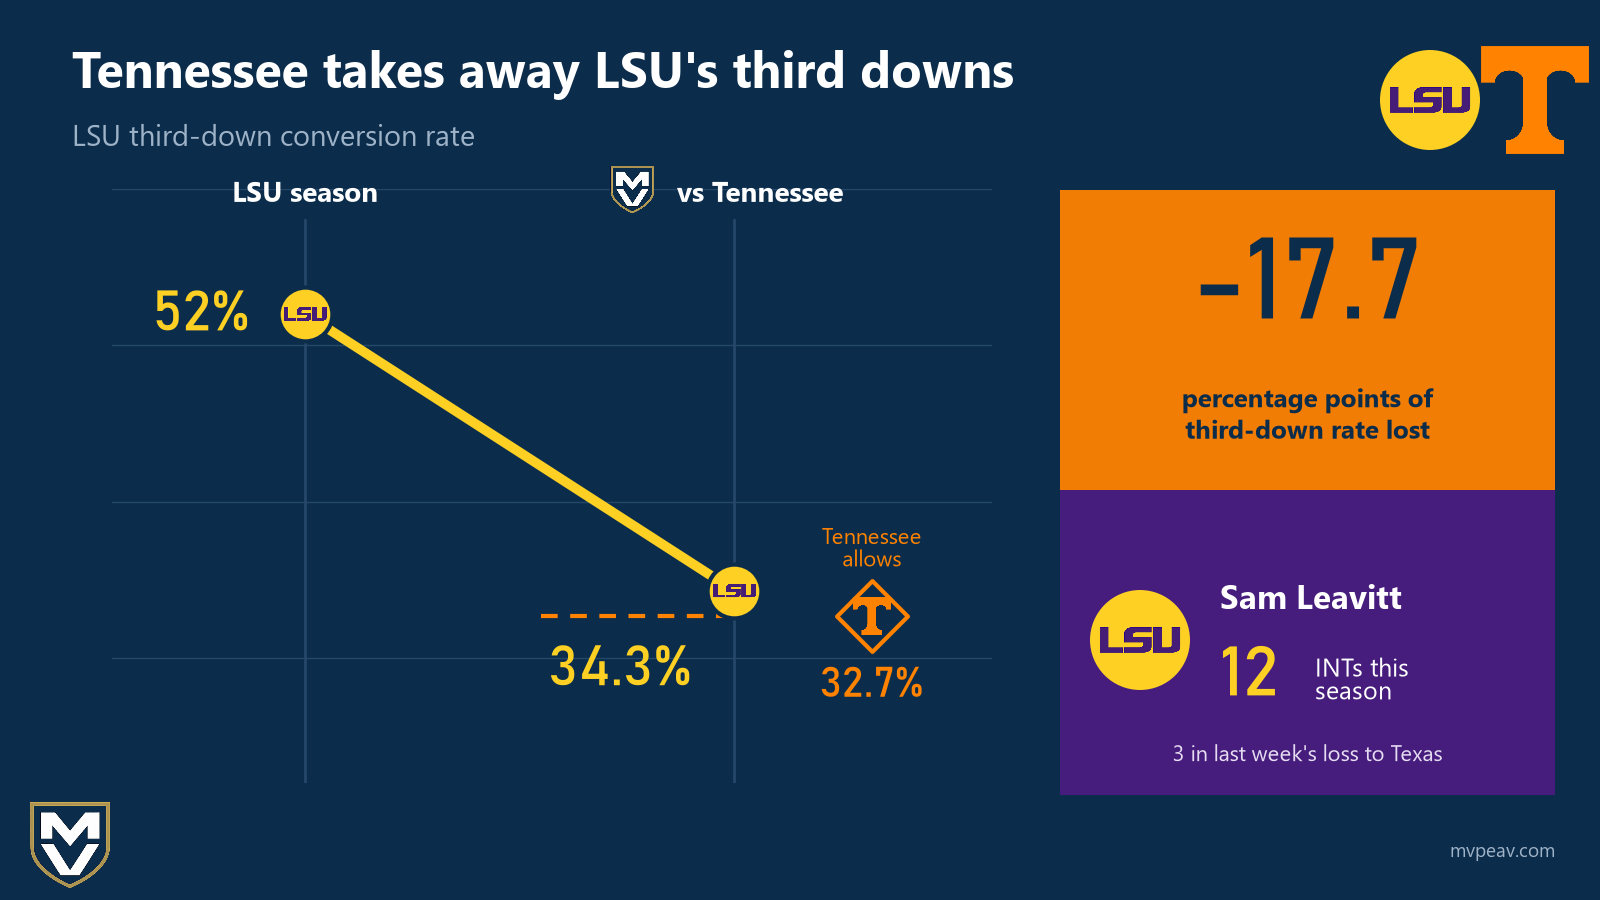 Tennessee takes away LSU's third downs
LSU third-down conversion rate
LSU T
LSU season
MV
vs Tennessee
52%
LSU
LSU
34.3%
Tennessee
allows
T
32.7%
-17.7
percentage points of
third-down rate lost
LSU
Sam Leavitt
12
INTs this
season
3 in last week's loss to Texas
MV
mvpeav.com